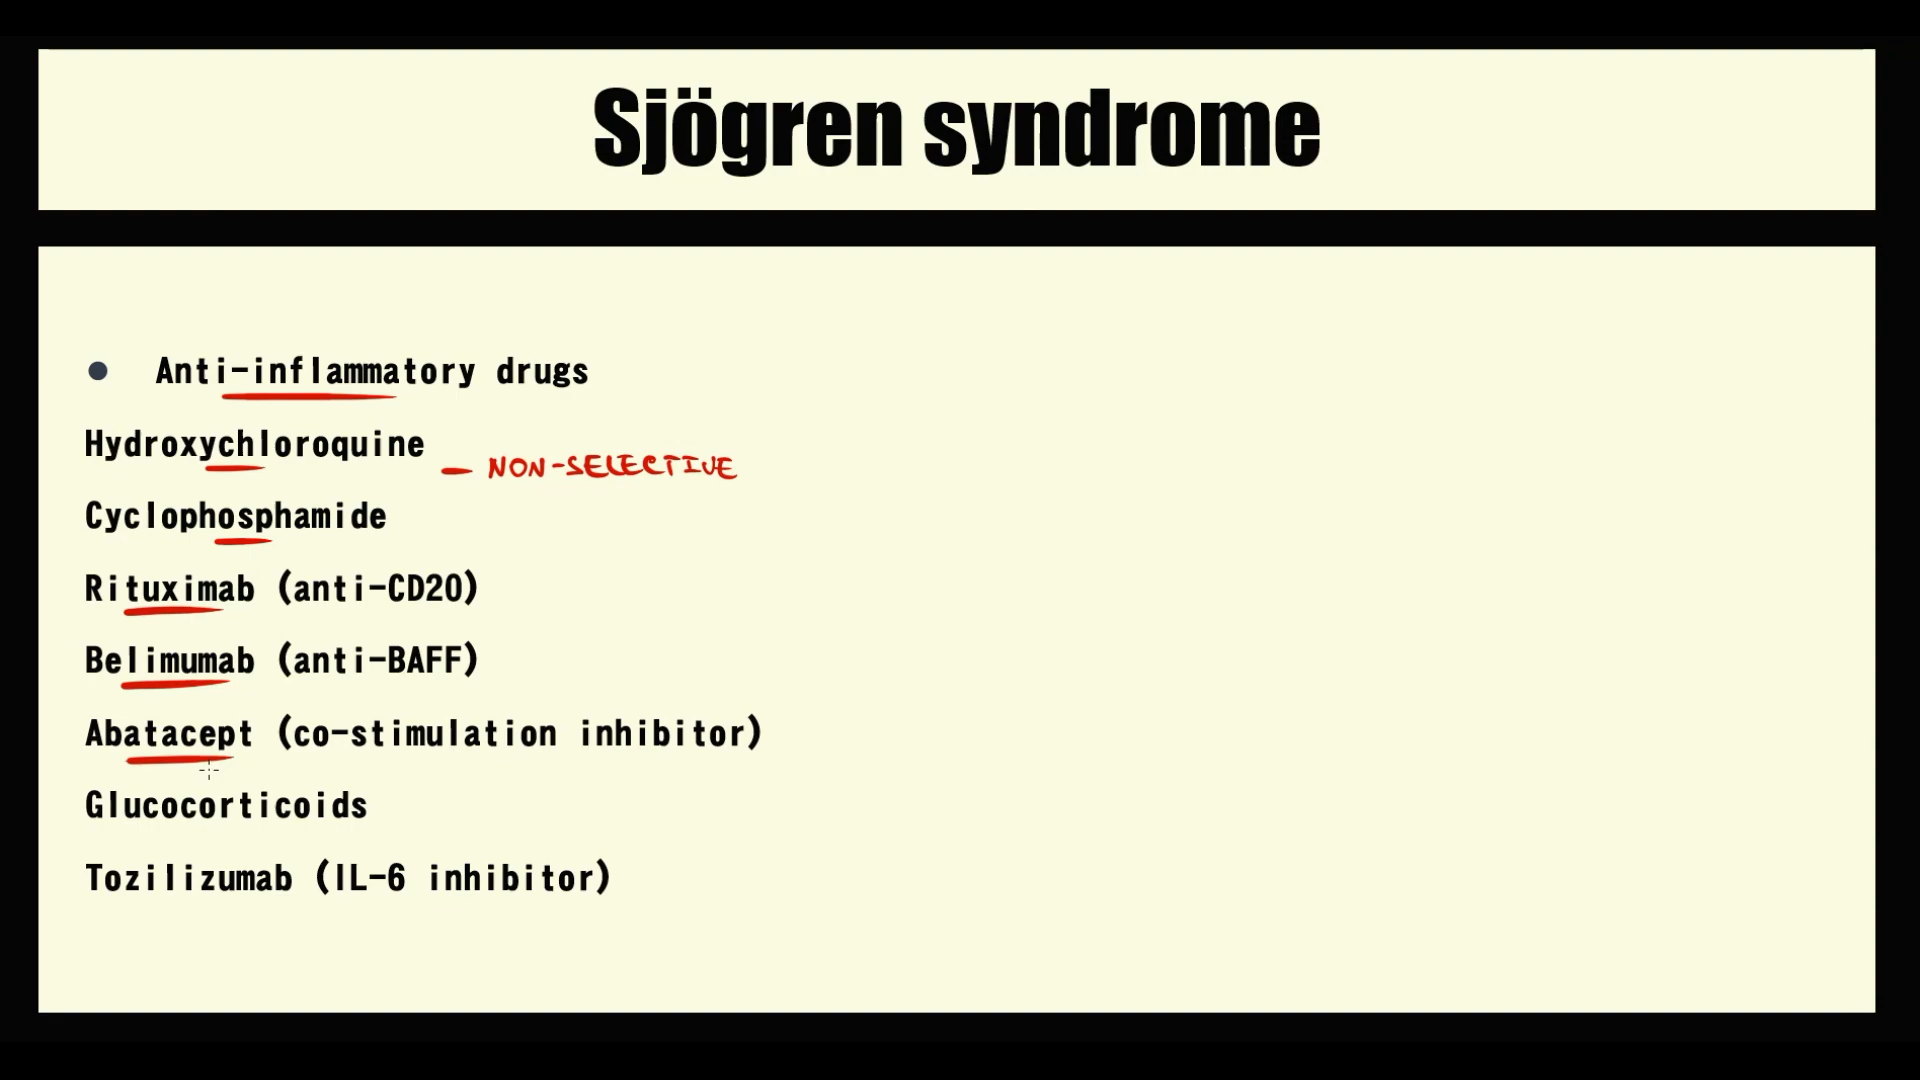 Sjögren syndrome
● Anti-inflammatory drugs
Hydroxychloroquine
- NON-SELECTIVE
Cyclophosphamide
Rituximab (anti-CD20)
Belimumab (anti-BAFF)
Abatacept (co-stimulation inhibitor)
Glucocorticoids
Tozilizumab (IL-6 inhibitor)